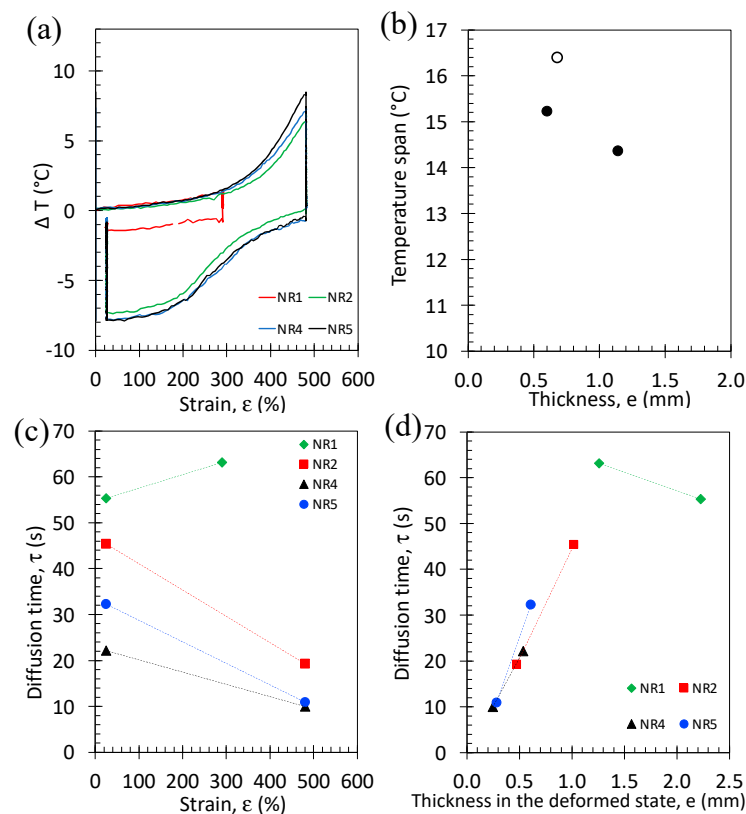 (a)
Δ T (°C)
10
5
0
-5
-10
0 100 200 300 400 500 600
Strain, ε (%)
NR1 NR2
NR4 NR5
(b)
Temperature span (°C)
17
16
15
14
13
12
11
10
0.0 0.5 1.0 1.5 2.0
Thickness, e (mm)
(c)
Diffusion time, τ (s)
70
60
50
40
30
20
10
0
0 100 200 300 400 500 600
Strain, ε (%)
NR1
NR2
NR4
NR5
(d)
Diffusion time, τ (s)
70
60
50
40
30
20
10
0
0.0 0.5 1.0 1.5 2.0 2.5
Thickness in the deformed state, e (mm)
NR1 NR2
NR4 NR5